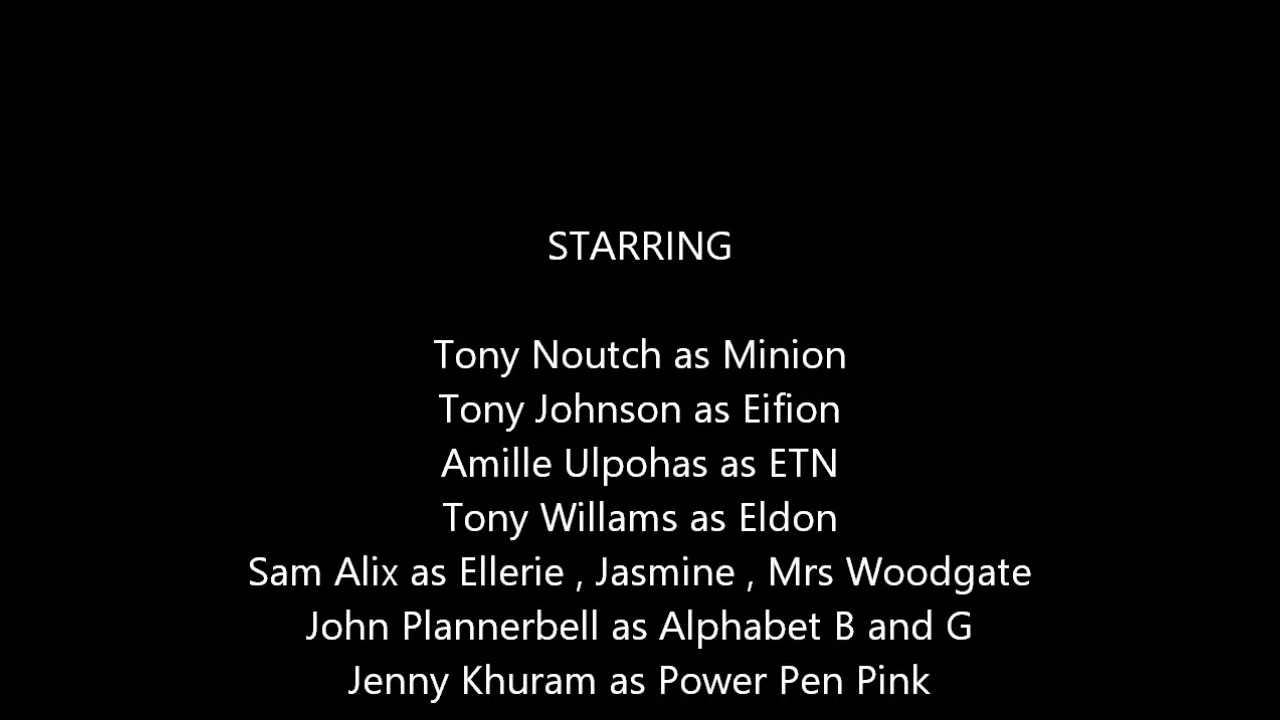 STARRING
Tony Noutch as Minion
Tony Johnson as Eifion
Amille Ulpohas as ETN
Tony Willams as Eldon
Sam Alix as Ellerie , Jasmine , Mrs Woodgate
John Plannerbell as Alphabet B and G
Jenny Khuram as Power Pen Pink